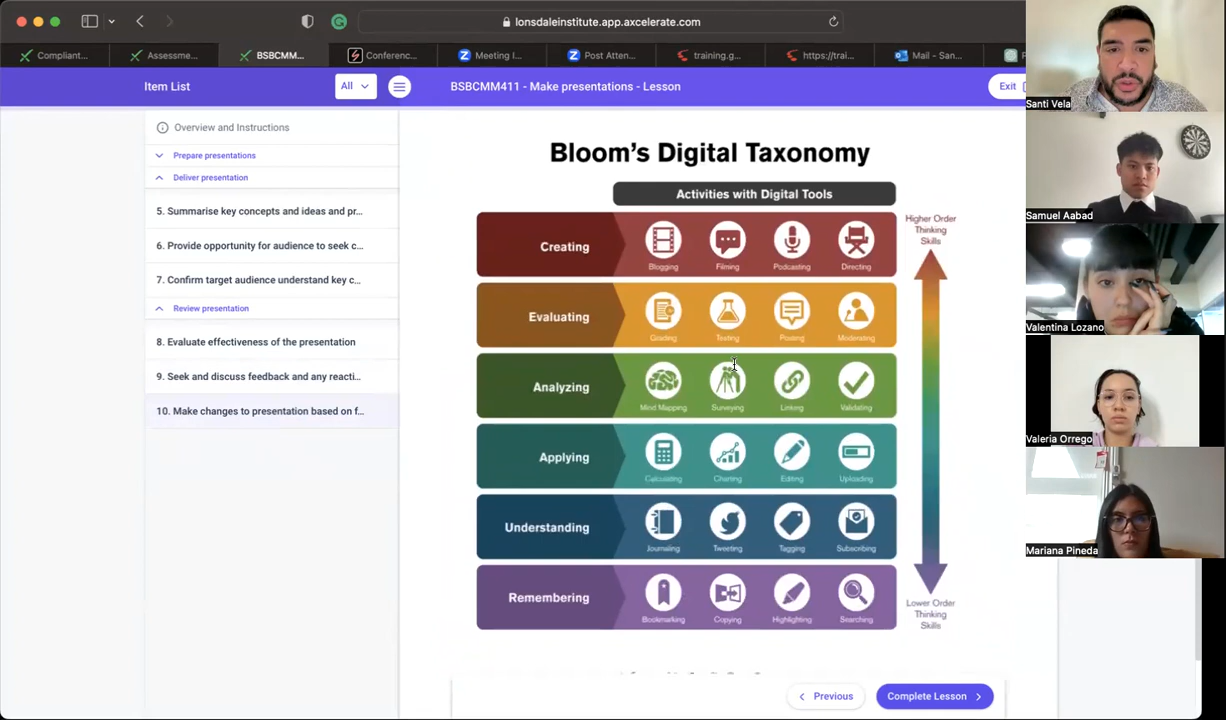 lonsdaleinstitute.app.axcelerate.com
Compliant...
Assessme...
BSBCMM...
Conferenc...
Meeting I...
Post Atten...
training.g...
https://trai...
Mail - San...
Item List
All
BSBCMM411 - Make presentations - Lesson
Exit
Overview and Instructions
Prepare presentations
Deliver presentation
5. Summarise key concepts and ideas and pr...
6. Provide opportunity for audience to seek c...
7. Confirm target audience understand key c...
Review presentation
8. Evaluate effectiveness of the presentation
9. Seek and discuss feedback and any reacti...
10. Make changes to presentation based on f...
Bloom's Digital Taxonomy
Activities with Digital Tools
Creating
Blogging
Filming
Podcasting
Directing
Evaluating
Grading
Testing
Posting
Moderating
Analyzing
Mind Mapping
Surveying
Linking
Validating
Applying
Calculating
Charting
Editing
Uploading
Understanding
Journaling
Tweeting
Tagging
Subscribing
Remembering
Bookmarking
Copying
Highlighting
Searching
Higher Order
Thinking
Skills
Lower Order
Thinking
Skills
Previous
Complete Lesson
Santi Vela
Samuel Aabad
Valentina Lozano
Valeria Orrego
Mariana Pineda